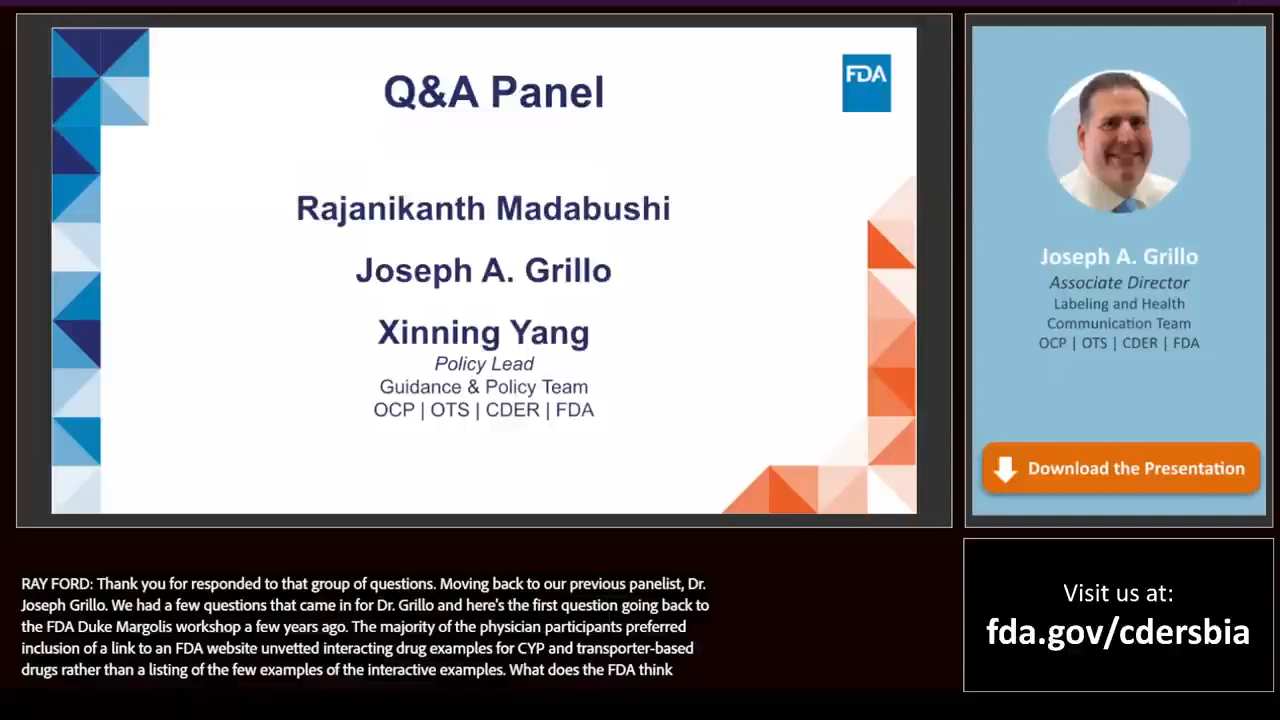 Q&A Panel
FDA
Rajanikanth Madabushi
Joseph A. Grillo
Xinning Yang
Policy Lead
Guidance & Policy Team
OCP | OTS | CDER | FDA
Joseph A. Grillo
Associate Director
Labeling and Health
Communication Team
OCP | OTS | CDER | FDA
Download the Presentation
RAY FORD: Thank you for responded to that group of questions. Moving back to our previous panelist, Dr.
Joseph Grillo. We had a few questions that came in for Dr. Grillo and here's the first question going back to
the FDA Duke Margolis workshop a few years ago. The majority of the physician participants preferred
inclusion of a link to an FDA website unvetted interacting drug examples for CYP and transporter-based
drugs rather than a listing of the few examples of the interactive examples. What does the FDA think
Visit us at:
fda.gov/cdersbia